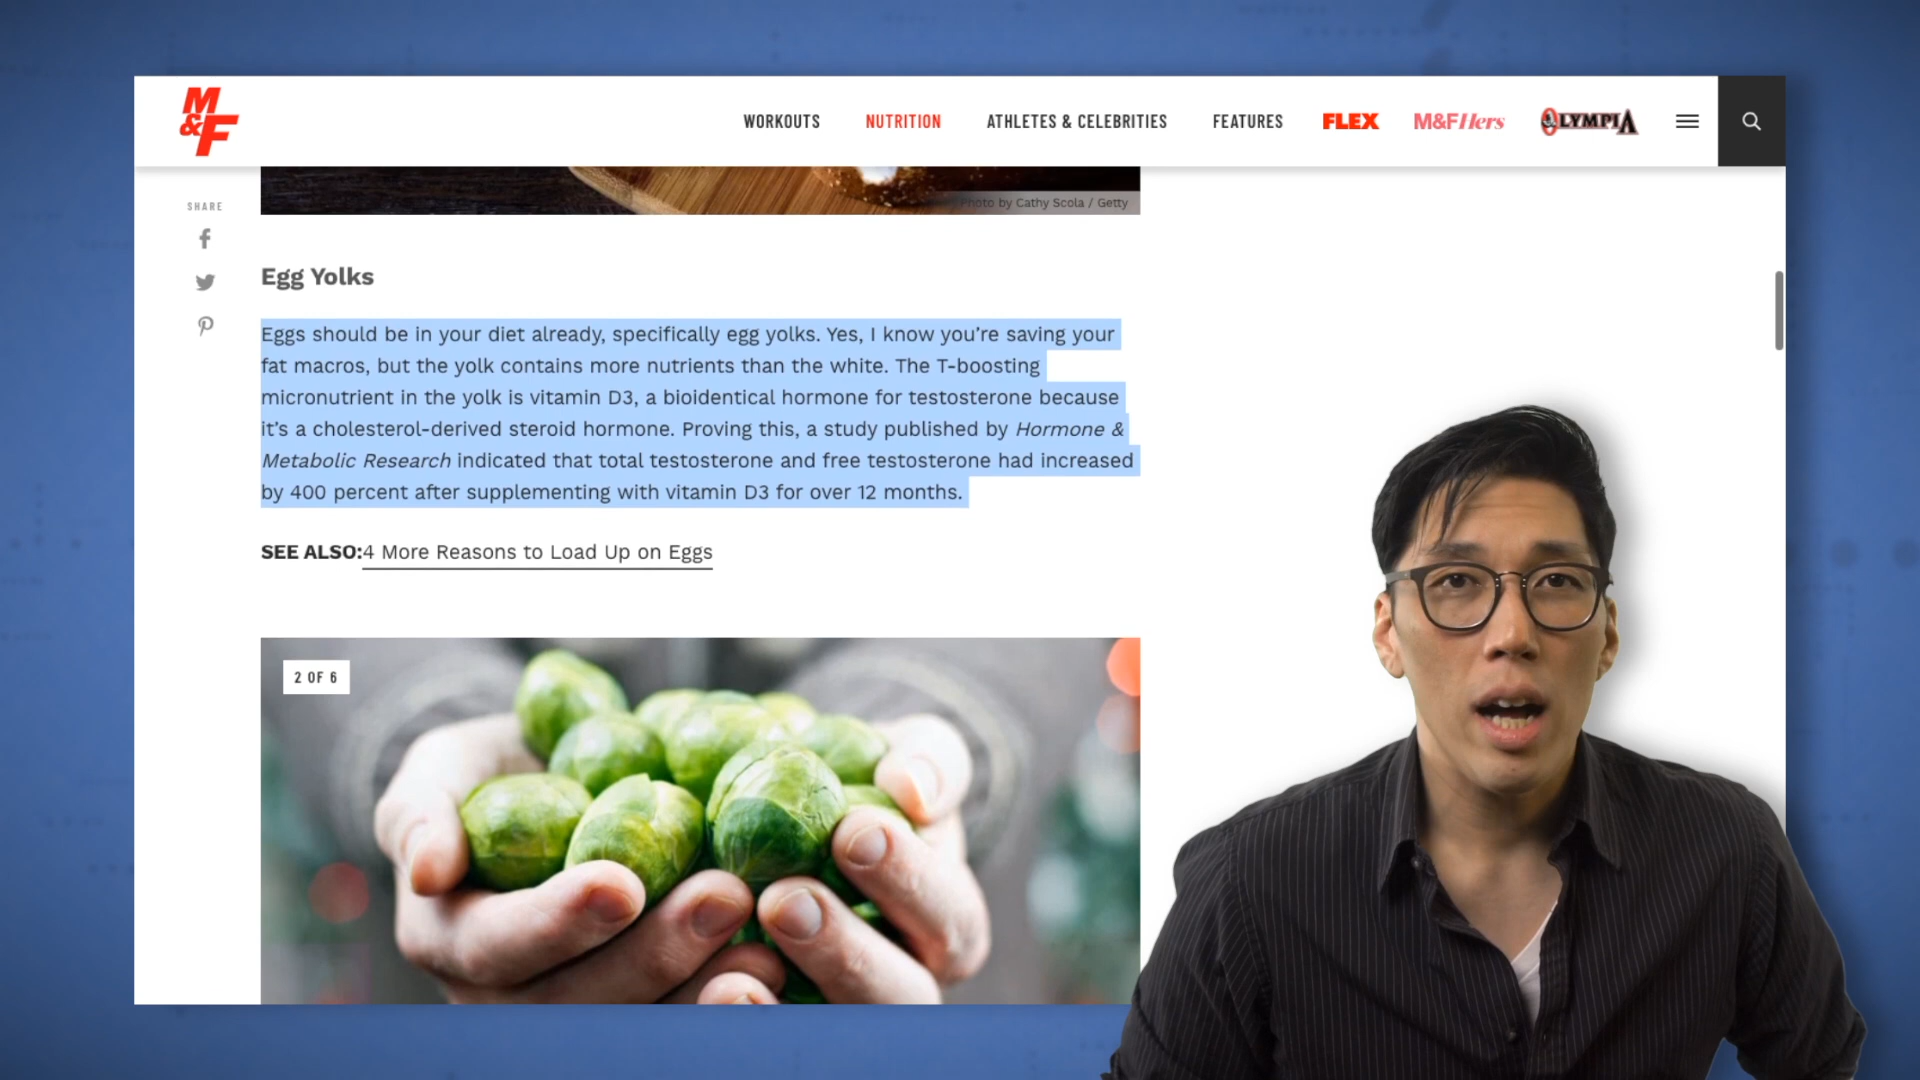 M&F
WORKOUTS
NUTRITION
ATHLETES & CELEBRITIES
FEATURES
FLEX
M&F Hers
OLYMPIA
SHARE
Photo by Cathy Scola / Getty
Egg Yolks
Eggs should be in your diet already, specifically egg yolks. Yes, I know you’re saving your
fat macros, but the yolk contains more nutrients than the white. The T-boosting
micronutrient in the yolk is vitamin D3, a bioidentical hormone for testosterone because
it’s a cholesterol-derived steroid hormone. Proving this, a study published by Hormone &
Metabolic Research indicated that total testosterone and free testosterone had increased
by 400 percent after supplementing with vitamin D3 for over 12 months.
SEE ALSO:4 More Reasons to Load Up on Eggs
2 OF 6